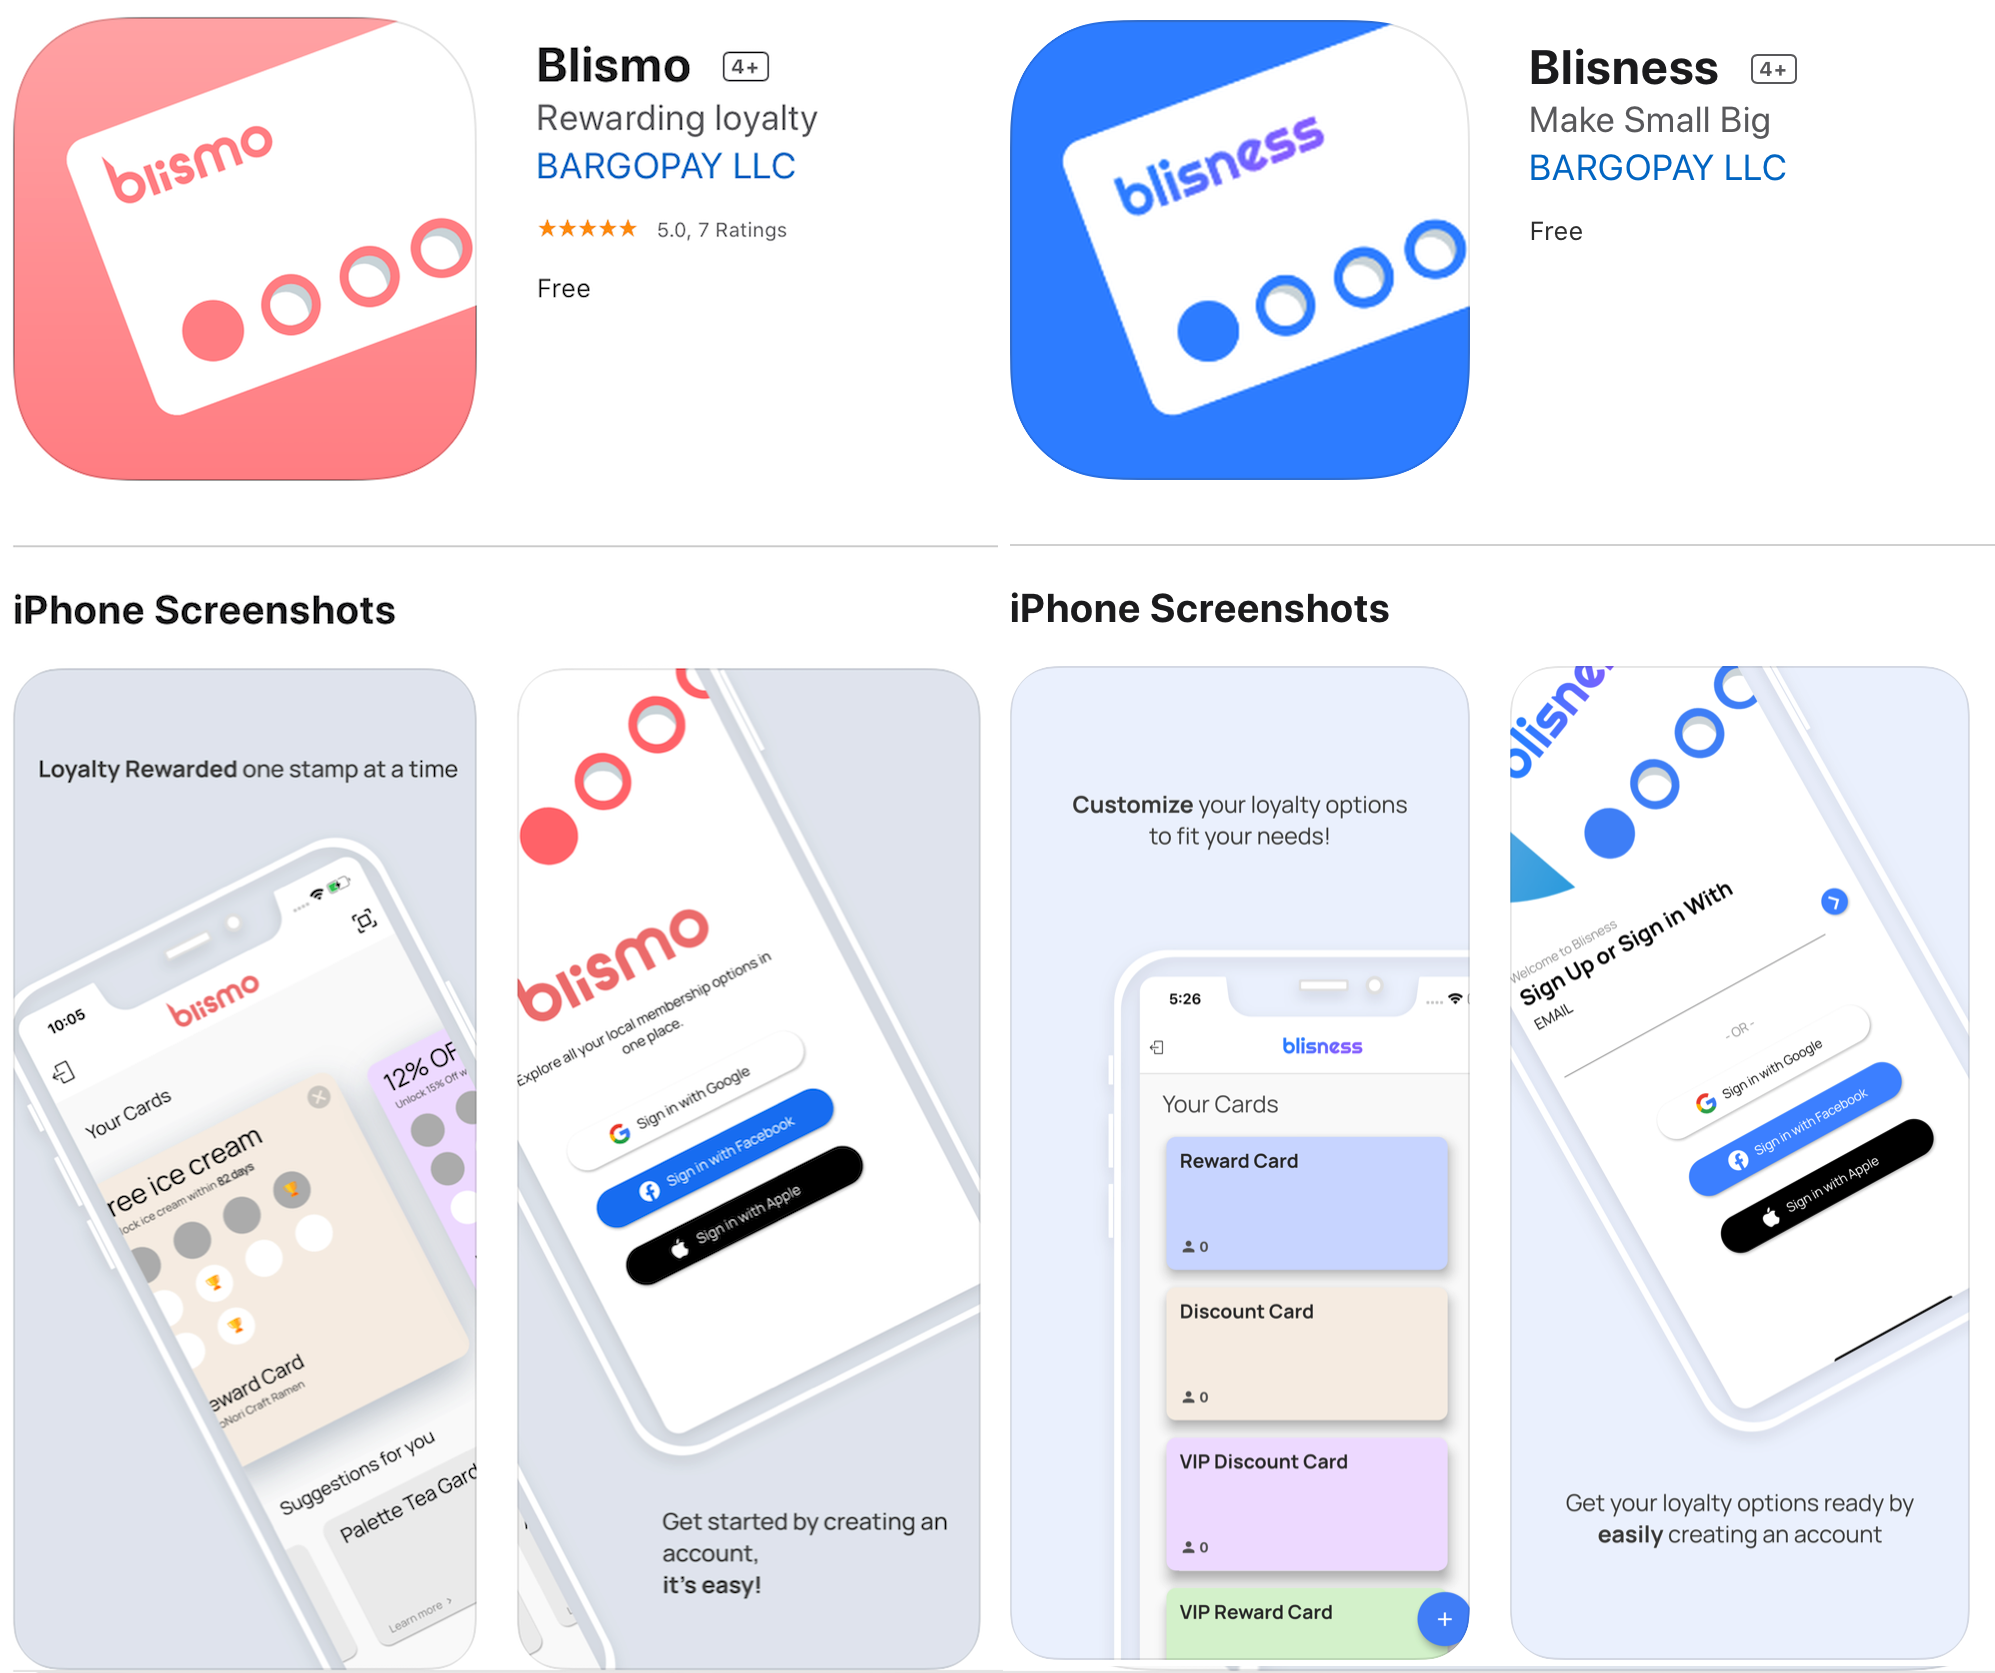 blismo
Blismo 4+
Rewarding loyalty
BARGOPAY LLC
★★★★★ 5.0, 7 Ratings
Free
iPhone Screenshots
Loyalty Rewarded one stamp at a time
10:05
blismo
Your Cards
ree ice cream
lock ice cream within 82 days
eward Card
Nori Craft Ramen
12% OF
Unlock 15% Off w
Suggestions for you
Palette Tea Gard
Learn more >
blismo
Explore all your local membership options in
one place.
Sign in with Google
Sign in with Facebook
Sign in with Apple
Get started by creating an
account,
it's easy!
blisness
Blisness 4+
Make Small Big
BARGOPAY LLC
Free
iPhone Screenshots
Customize your loyalty options
to fit your needs!
5:26
blisness
Your Cards
Reward Card
0
Discount Card
0
VIP Discount Card
0
VIP Reward Card
+
blisne
Welcome to Blisness
Sign Up or Sign in With
EMAIL
- OR -
Sign in with Google
Sign in with Facebook
Sign in with Apple
Get your loyalty options ready by
easily creating an account